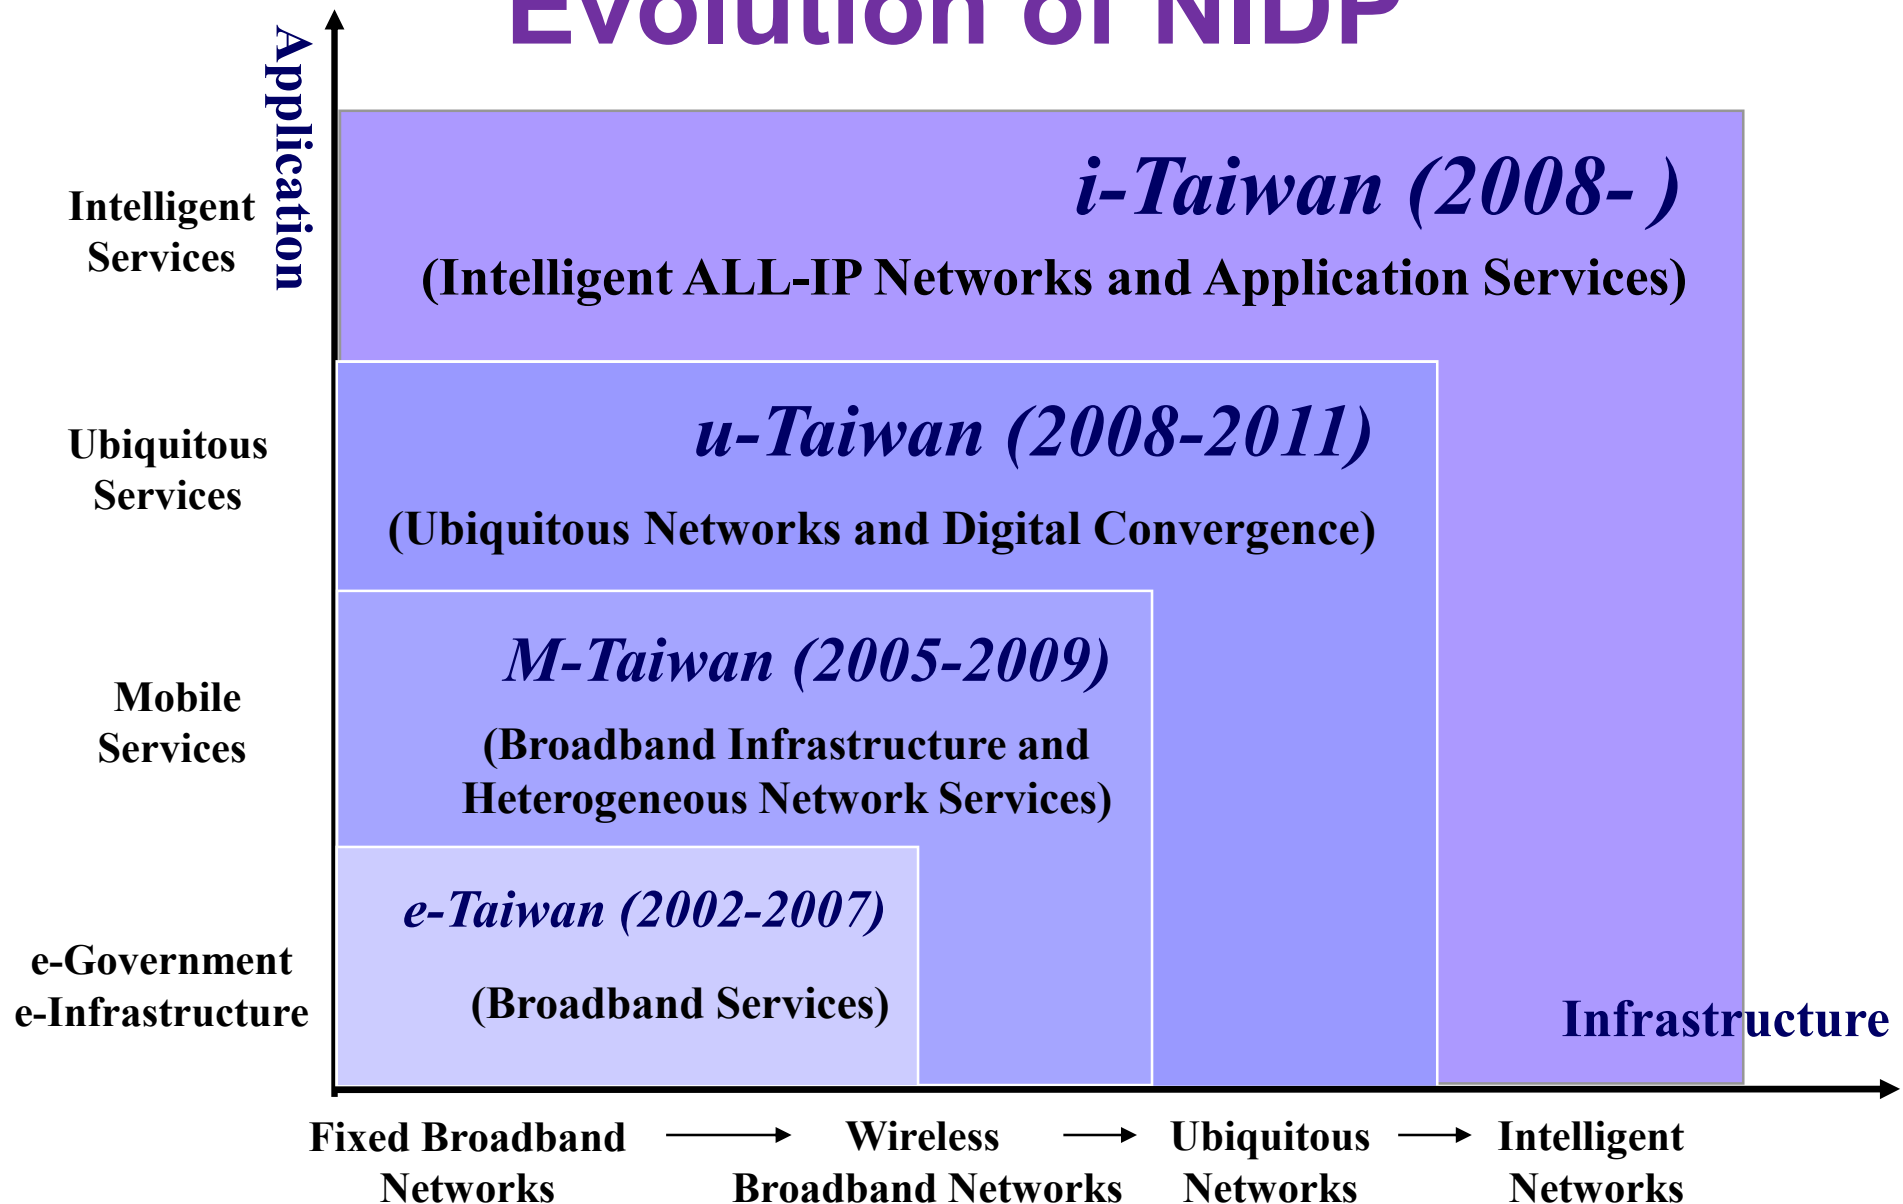 Evolution of NIDP
Application
Intelligent
Services
i-Taiwan (2008- )
(Intelligent ALL-IP Networks and Application Services)
Ubiquitous
Services
u-Taiwan (2008-2011)
(Ubiquitous Networks and Digital Convergence)
Mobile
Services
M-Taiwan (2005-2009)
(Broadband Infrastructure and
Heterogeneous Network Services)
e-Government
e-Infrastructure
e-Taiwan (2002-2007)
(Broadband Services)
Infrastructure
Fixed Broadband
Networks
Wireless
Broadband Networks
Ubiquitous
Networks
Intelligent
Networks